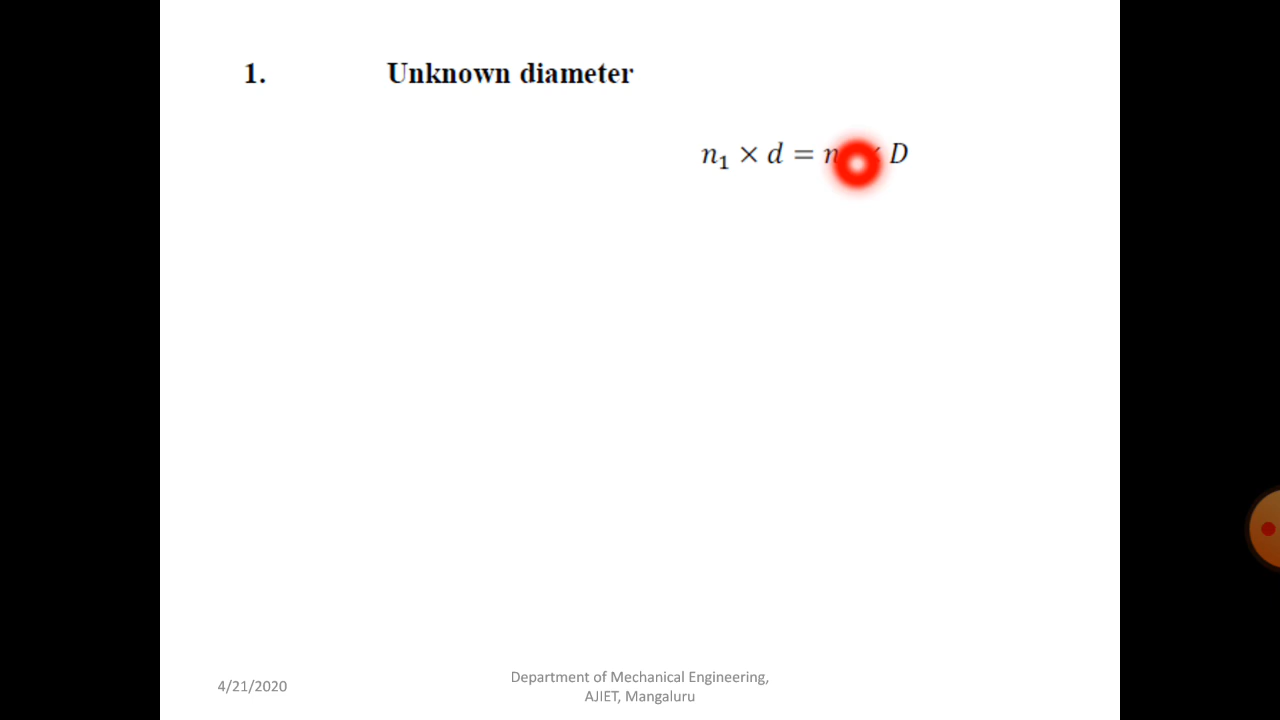 1. Unknown diameter
n₁ × d = n D
4/21/2020
Department of Mechanical Engineering,
AJIET, Mangaluru